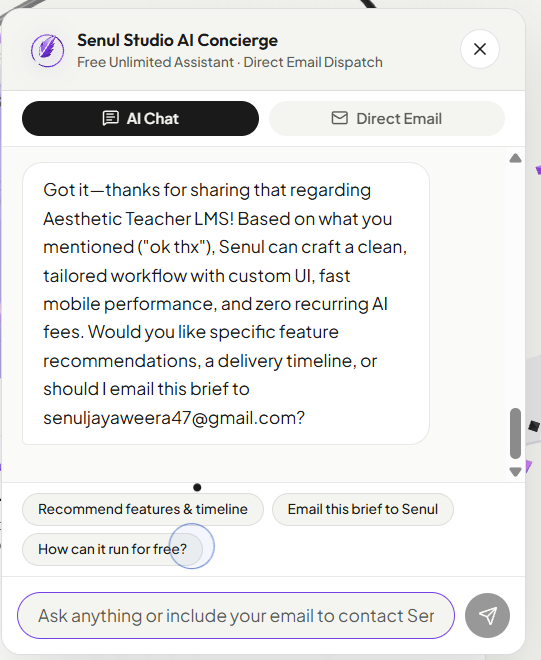 Senul Studio AI Concierge
Free Unlimited Assistant · Direct Email Dispatch
AI Chat
Direct Email
Got it—thanks for sharing that regarding
Aesthetic Teacher LMS! Based on what you
mentioned ("ok thx"), Senul can craft a clean,
tailored workflow with custom UI, fast
mobile performance, and zero recurring AI
fees. Would you like specific feature
recommendations, a delivery timeline, or
should I email this brief to
senuljayaweera47@gmail.com?
Recommend features & timeline
Email this brief to Senul
How can it run for free?
Ask anything or include your email to contact Ser